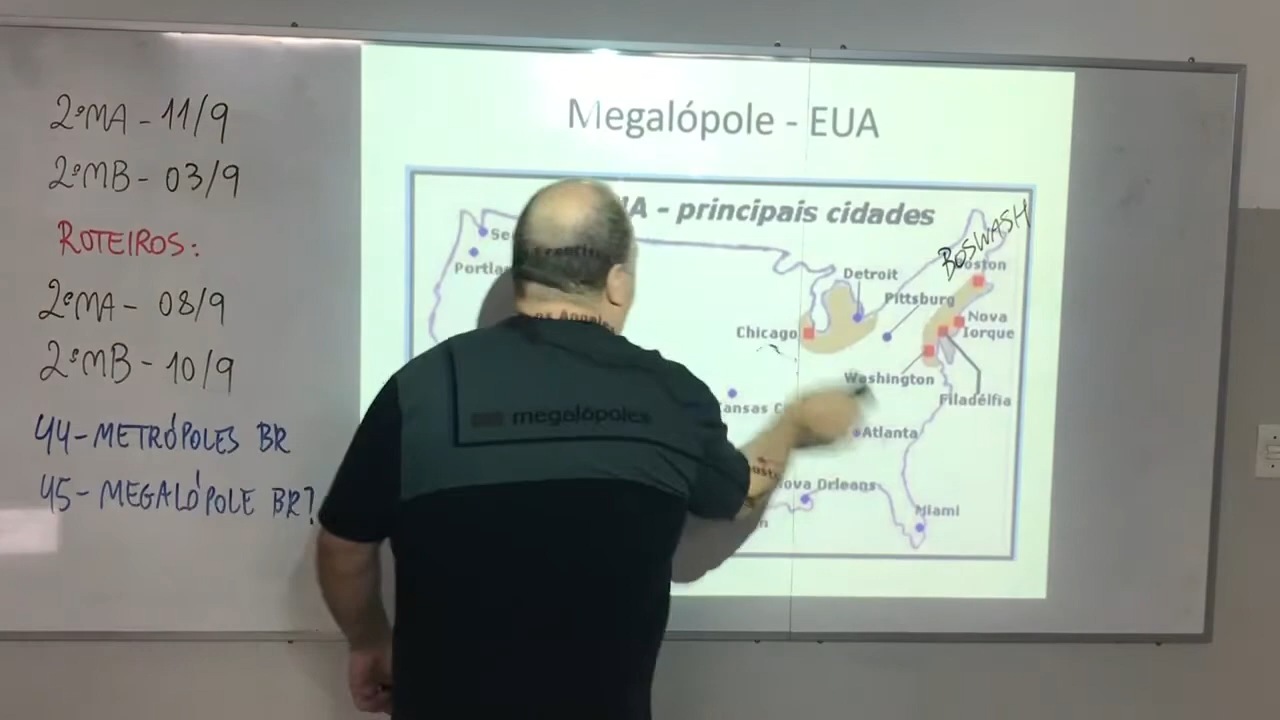 2ºMA - 11/9
2ºMB - 03/9
ROTEIROS:
2ºMA - 08/9
2ºMB - 10/9
44- METRÓPOLES BR
45- MEGALÓPOLE BR?
Megalópole - EUA
principais cidades
BOSWASH
Boston
Detroit
Pittsburg
Nova
Iorque
Chicago
Washington
Filadélfia
megalópoles
Atlanta
Nova Orleans
Miami